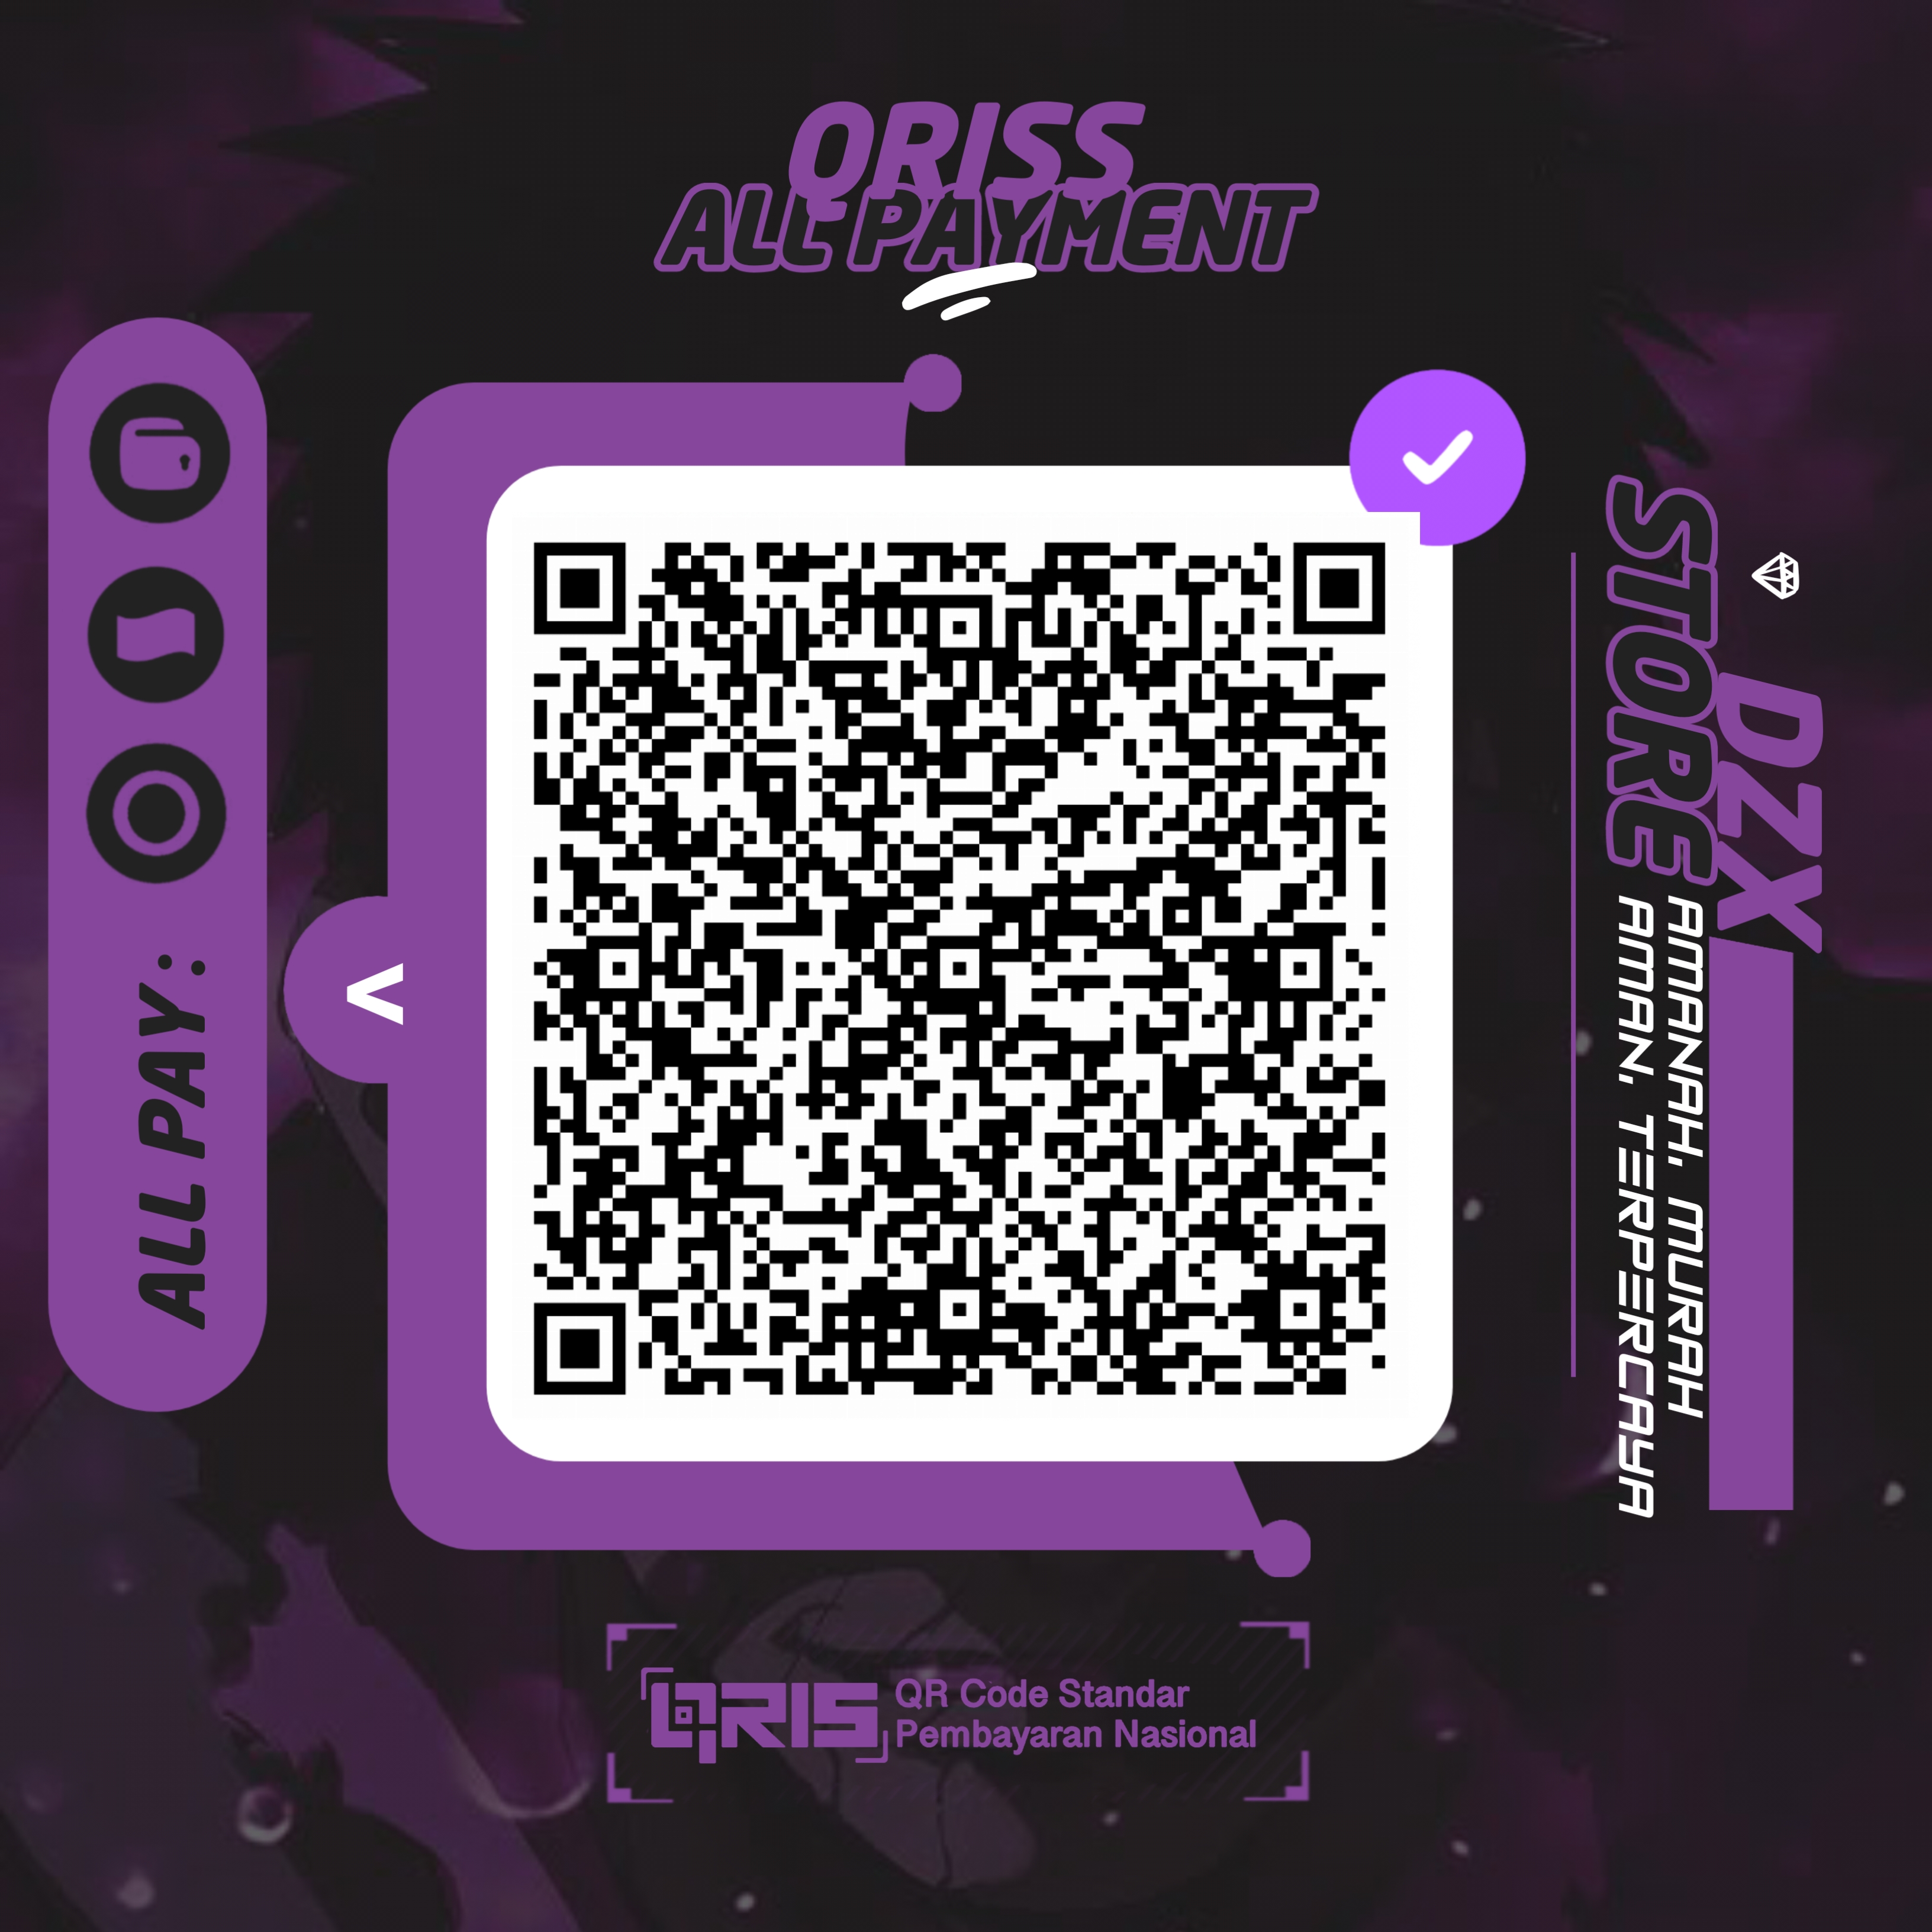 QRISS
ALL PAYMENT
ALL PAY:
<
DZX
STORE
AMANAH, MURAH
AMAN, TERPERCAYA
QRIS
QR Code Standar
Pembayaran Nasional